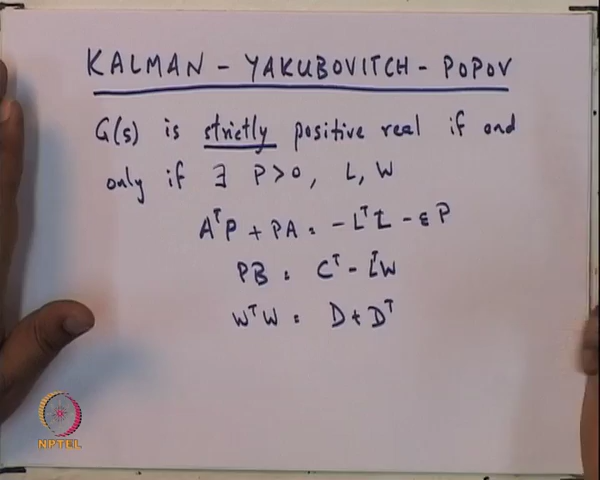 KALMAN - YAKUBOVITCH - POPOV
G(s) is strictly positive real if and
only if ∃ P>0, L, W
AᵀP + PA = -LᵀL - εP
PB = Cᵀ - LᵀW
WᵀW = D + Dᵀ
NPTEL